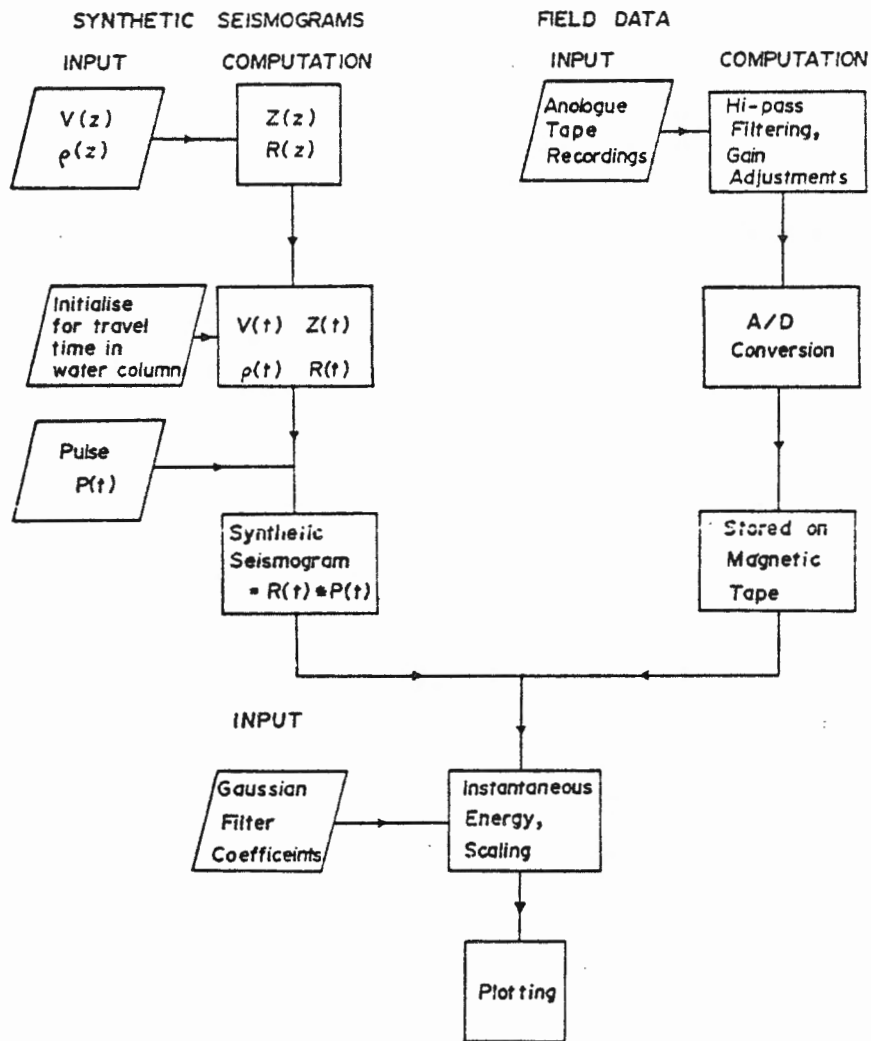 SYNTHETIC SEISMOGRAMS
INPUT
COMPUTATION
V(z)
ρ(z)
Z(z)
R(z)
Initialise
for travel
time in
water column
V(t) Z(t)
ρ(t) R(t)
Pulse
P(t)
Synthetic
Seismogram
= R(t) * P(t)
FIELD DATA
INPUT
COMPUTATION
Anologue
Tape
Recordings
Hi-pass
Filtering,
Gain
Adjustments
A/D
Conversion
Stored on
Magnetic
Tape
INPUT
Gaussian
Filter
Coefficeints
Instantaneous
Energy,
Scaling
Plotting